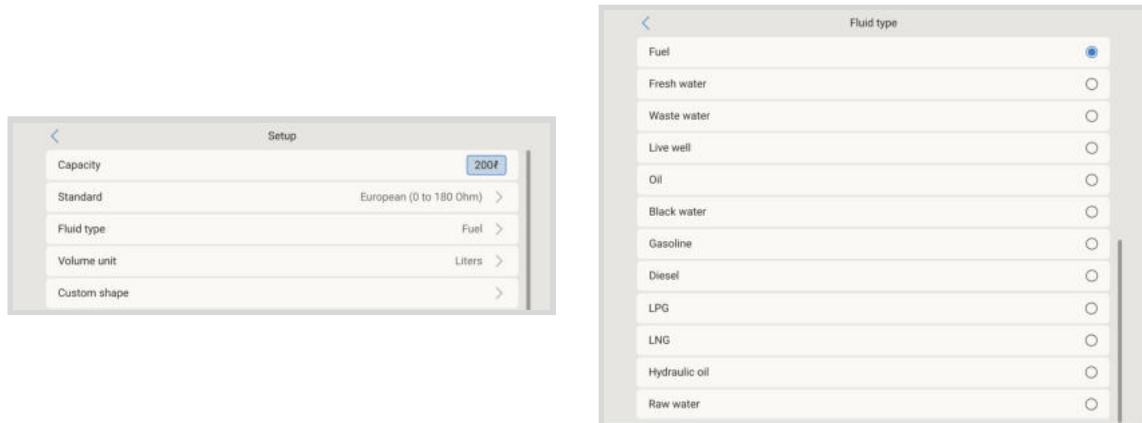 Setup
Capacity 200ℓ
Standard European (0 to 180 Ohm)
Fluid type Fuel
Volume unit Liters
Custom shape
Fluid type
Fuel
Fresh water
Waste water
Live well
Oil
Black water
Gasoline
Diesel
LPG
LNG
Hydraulic oil
Raw water